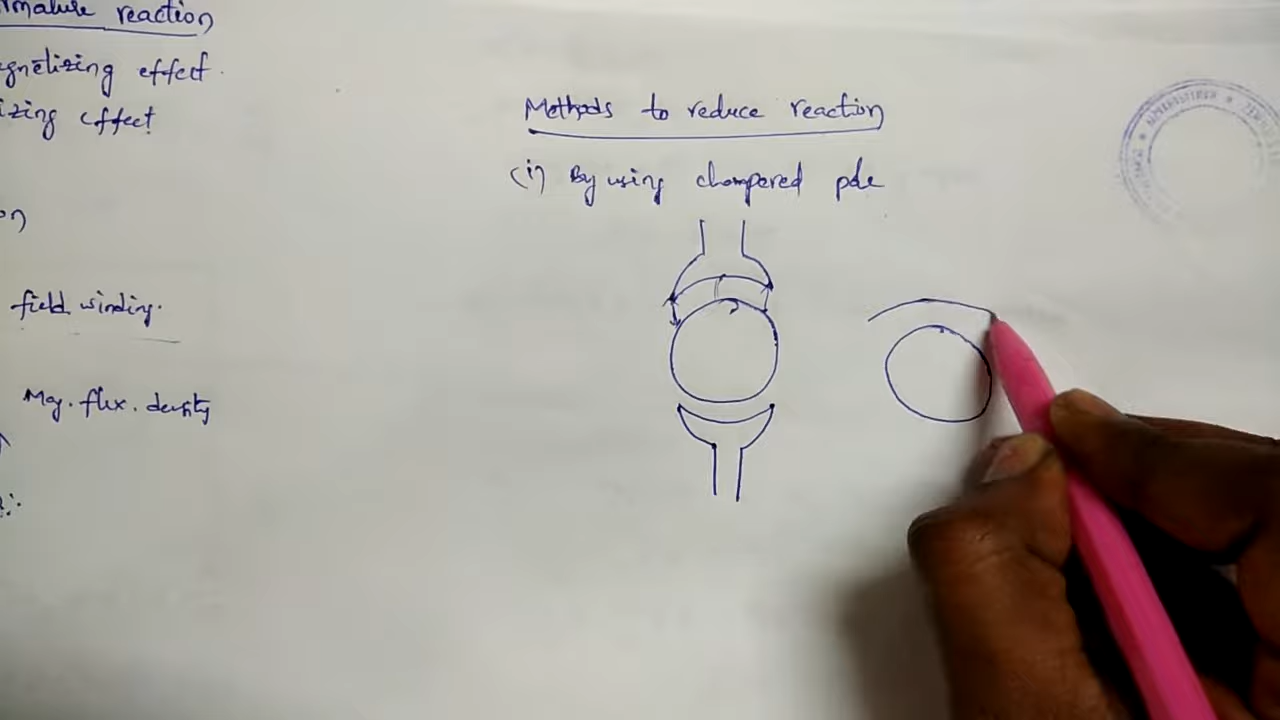 rmature reaction
gnetizing effect.
izing effect
on
field winding.
Mag. flux. density
Methods to reduce reaction
(i) By using champered pole